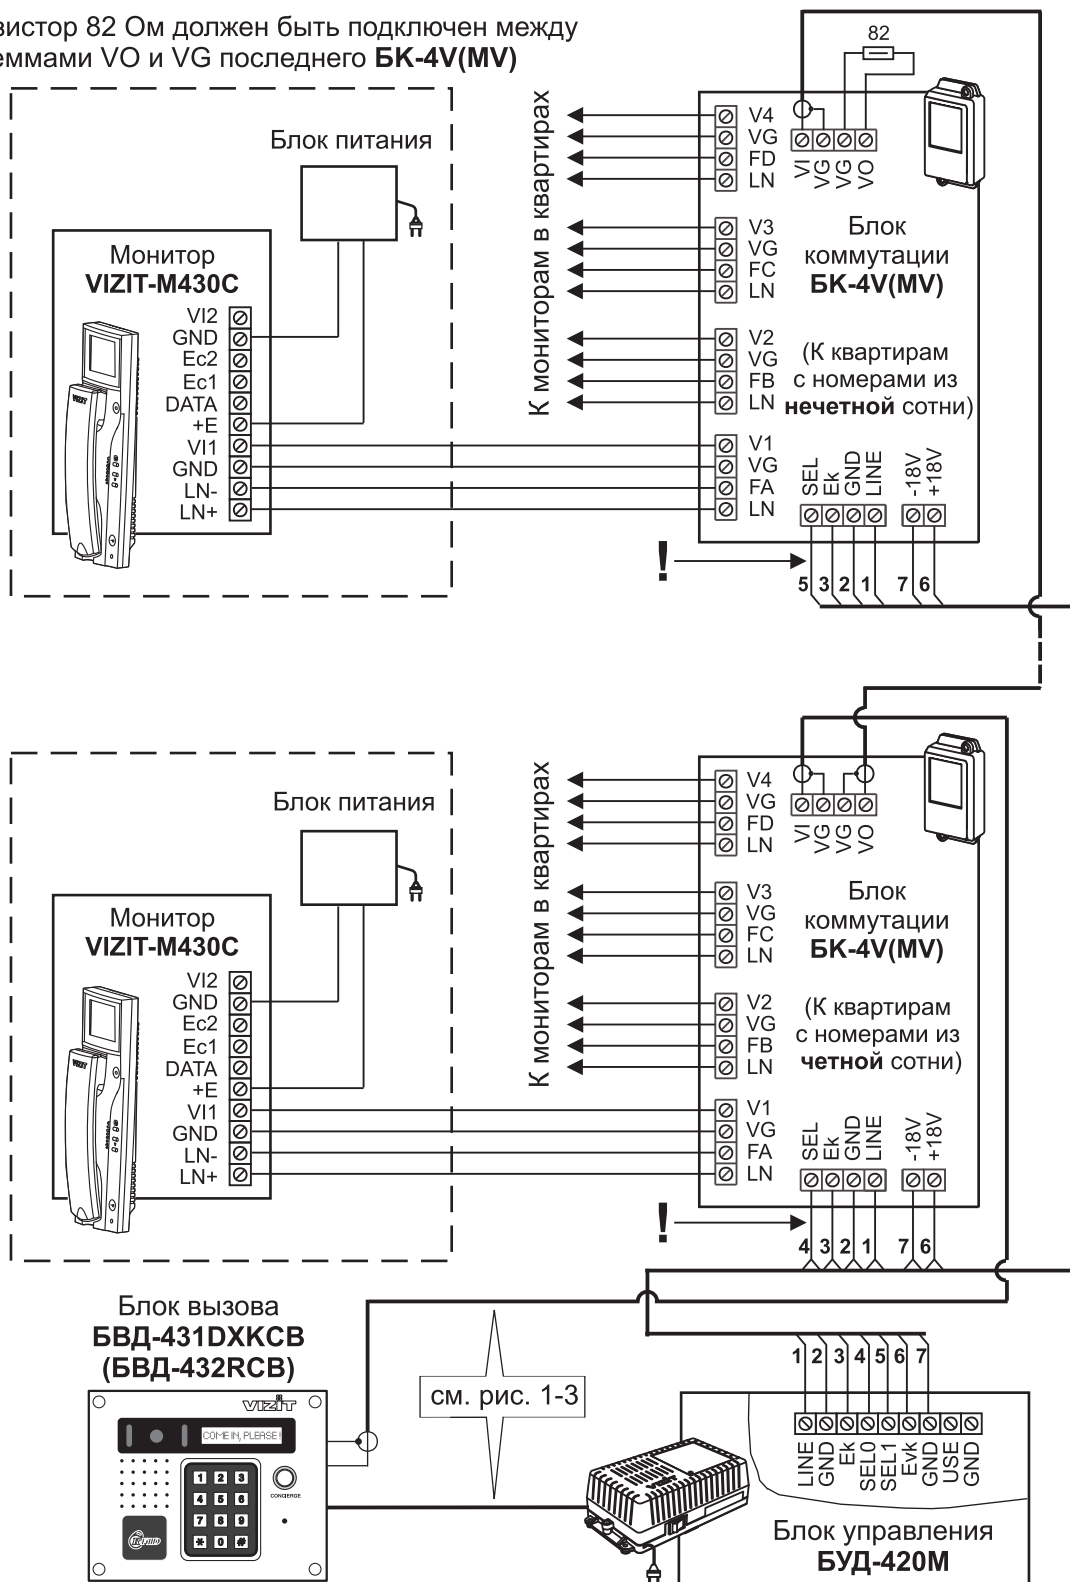 зистор 82 Ом должен быть подключен между
еммами VO и VG последнего БК-4V(MV)
82
Блок питания
Монитор
VIZIT-M430C
VI2
GND
Ec2
Ec1
DATA
+E
VI1
GND
LN-
LN+
К мониторам в квартирах
V4
VG
FD
LN
VI
VG
VG
VO
V3
VG
FC
LN
Блок
коммутации
БК-4V(MV)
V2
VG
FB
LN
(К квартирам
с номерами из
нечетной сотни)
V1
VG
FA
LN
SEL
Ek
GND
LINE
-18V
+18V
!
5 3 2 1 7 6
Блок питания
Монитор
VIZIT-M430C
VI2
GND
Ec2
Ec1
DATA
+E
VI1
GND
LN-
LN+
К мониторам в квартирах
V4
VG
FD
LN
VI
VG
VG
VO
V3
VG
FC
LN
Блок
коммутации
БК-4V(MV)
V2
VG
FB
LN
(К квартирам
с номерами из
четной сотни)
V1
VG
FA
LN
SEL
Ek
GND
LINE
-18V
+18V
!
4 3 2 1 7 6
Блок вызова
БВД-431DXKCB
(БВД-432RCB)
VIZIT
COME IN, PLEASE !
1 2 3
4 5 6
7 8 9
* 0 #
CONCIERGE
см. рис. 1-3
1 2 3 4 5 6 7
LINE
GND
Ek
SEL0
SEL1
Evk
GND
USE
GND
Блок управления
БУД-420М